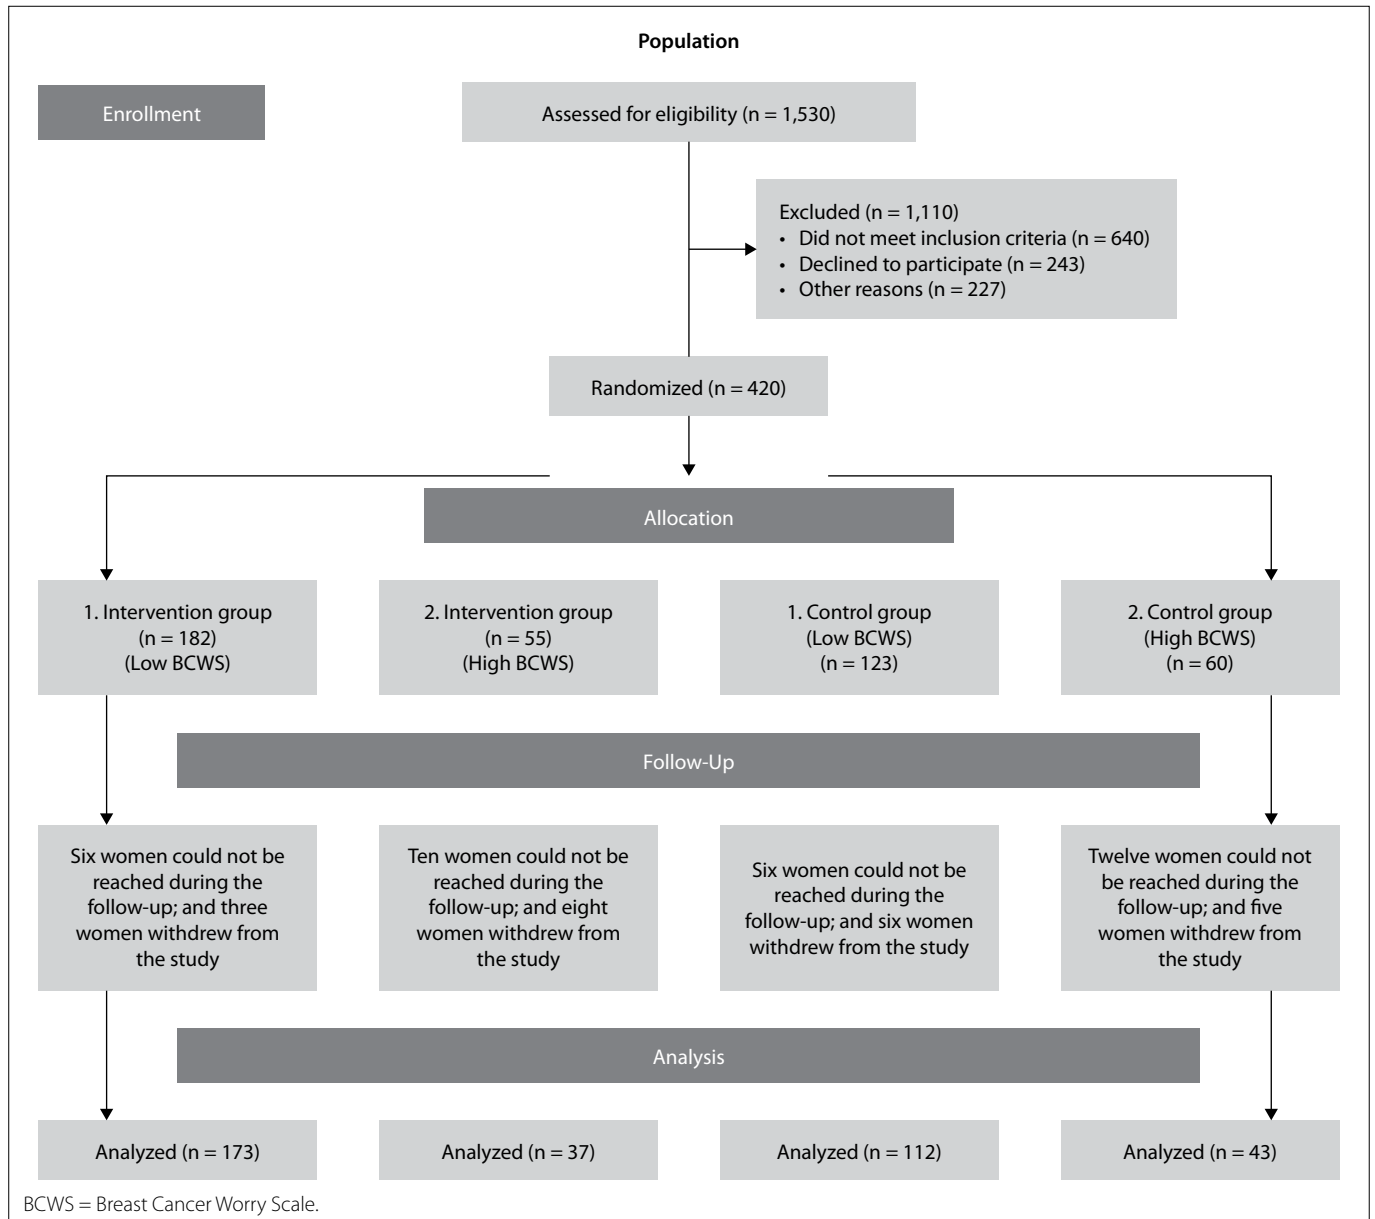 Population
Enrollment
Assessed for eligibility (n = 1,530)
Excluded (n = 1,110)
• Did not meet inclusion criteria (n = 640)
• Declined to participate (n = 243)
• Other reasons (n = 227)
Randomized (n = 420)
Allocation
1. Intervention group
(n = 182)
(Low BCWS)
2. Intervention group
(n = 55)
(High BCWS)
1. Control group
(Low BCWS)
n = 123)
2. Control group
(High BCWS)
(n = 60)
Follow-Up
Six women could not be
reached during the
follow-up; and three
women withdrew from
the study
Ten women could not be
reached during the
follow-up; and eight
women withdrew from
the study
Six women could not be
reached during the
follow-up; and six women
withdrew from the study
Twelve women could not
be reached during the
follow-up; and five
women withdrew from
the study
Analysis
Analyzed (n = 173)
Analyzed (n = 37)
Analyzed (n = 112)
Analyzed (n = 43)
BCWS = Breast Cancer Worry Scale.